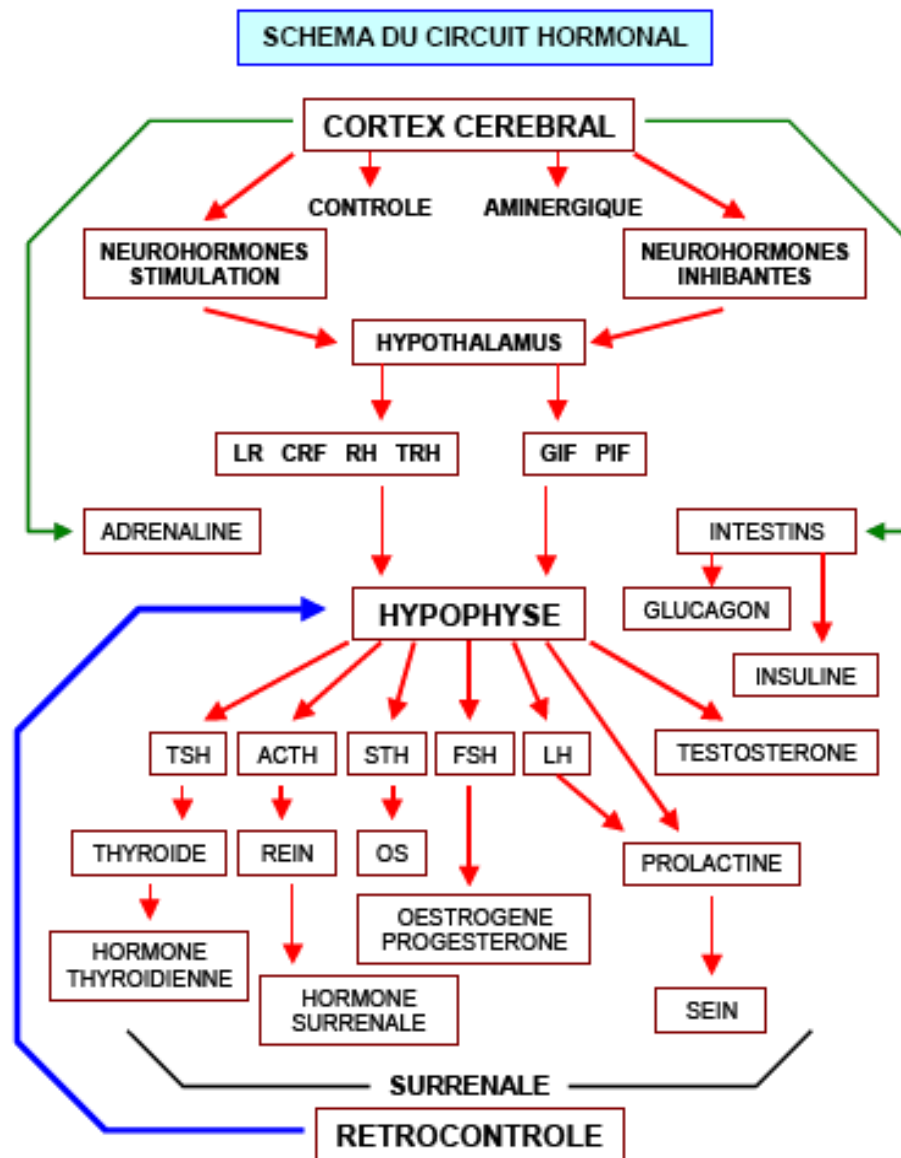 SCHEMA DU CIRCUIT HORMONAL
CORTEX CEREBRAL
CONTROLE
AMINERGIQUE
NEUROHORMONES
STIMULATION
NEUROHORMONES
INHIBANTES
HYPOTHALAMUS
LR CRF RH TRH
GIF PIF
ADRENALINE
INTESTINS
GLUCAGON
HYPOPHYSE
INSULINE
TSH
ACTH
STH
FSH
LH
TESTOSTERONE
THYROIDE
REIN
OS
PROLACTINE
OESTROGENE
PROGESTERONE
HORMONE
THYROIDIENNE
HORMONE
SURRENALE
SEIN
SURRENALE
RETROCONTROLE